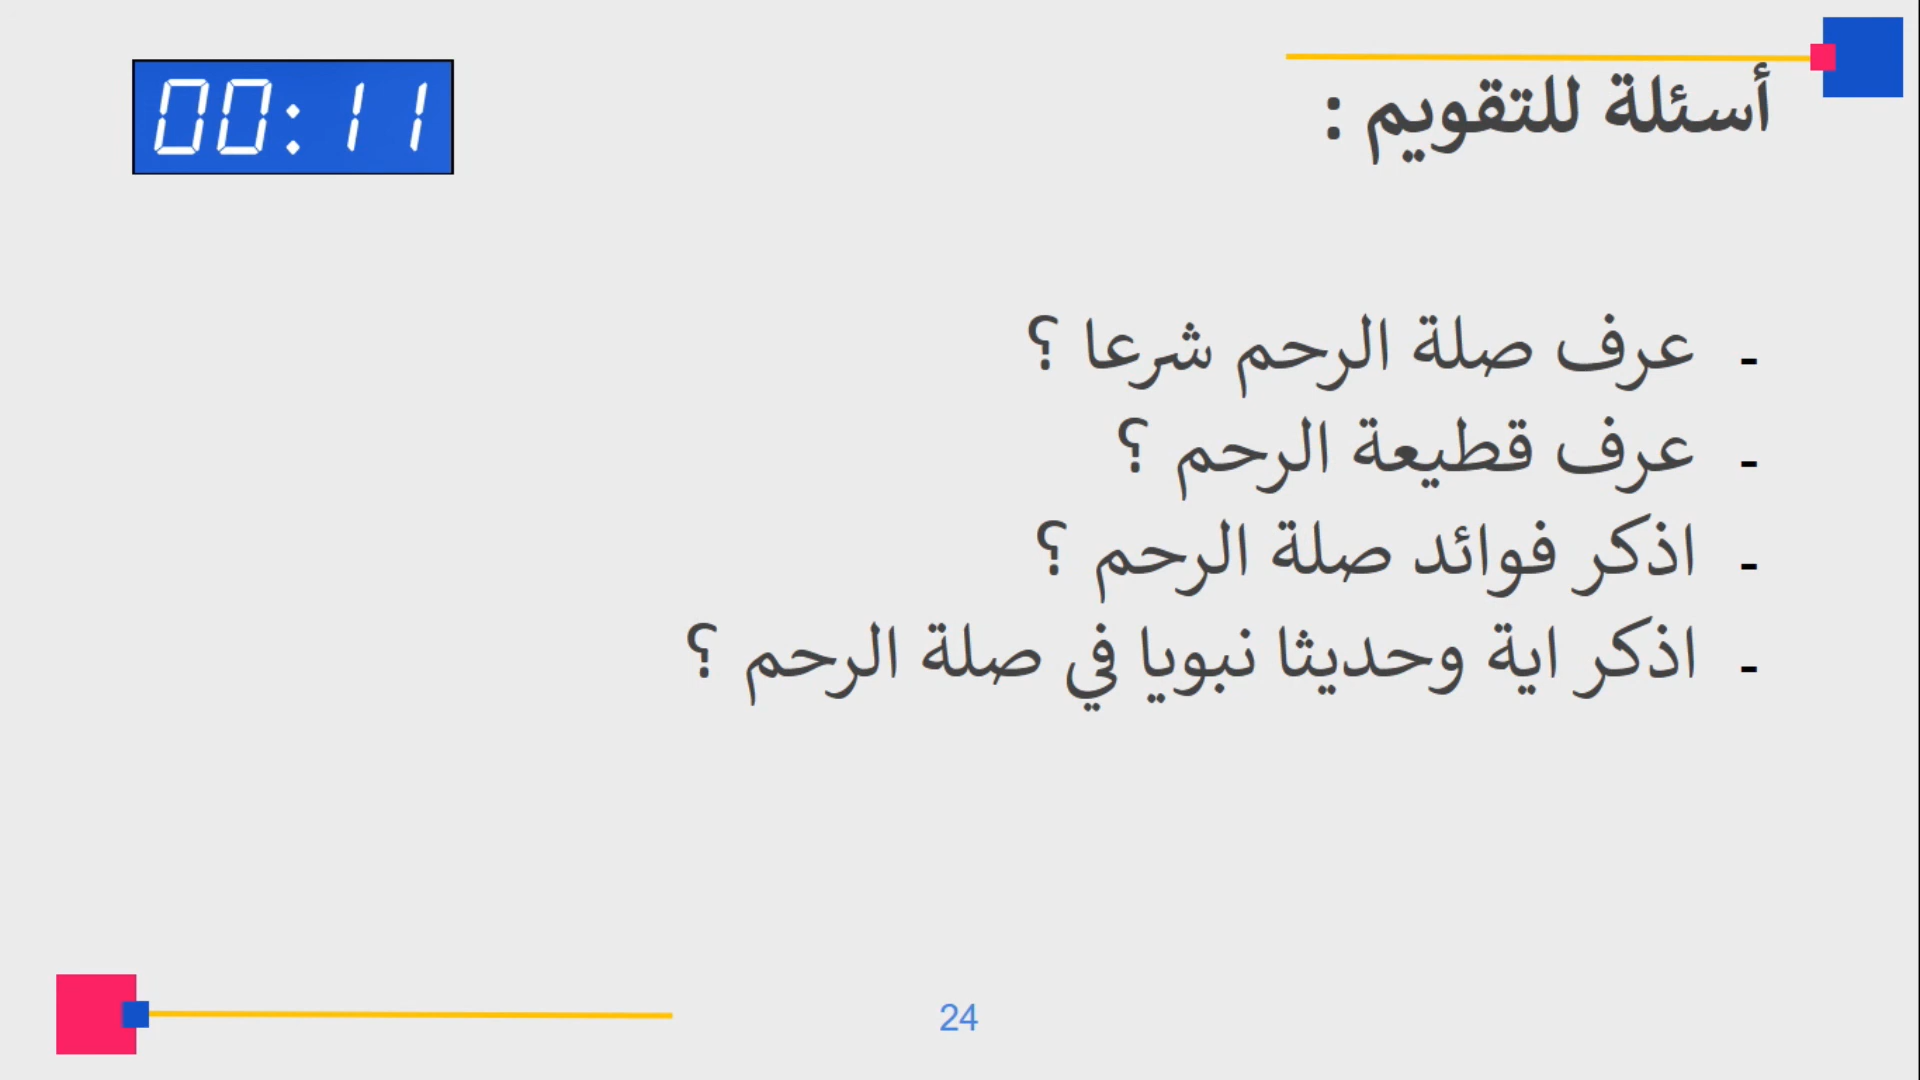 أسئلة للتقويم :
00:11
- عرف صلة الرحم شرعا ؟
- عرف قطيعة الرحم ؟
- اذكر فوائد صلة الرحم ؟
- اذكر اية وحديثا نبويا في صلة الرحم ؟
24